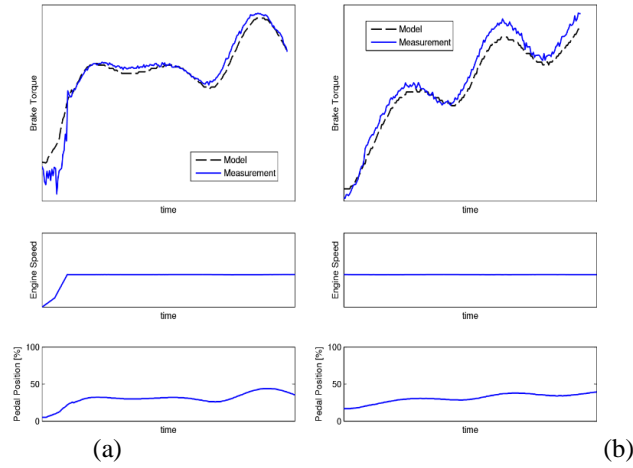 Brake Torque
Model
Measurement
time
Engine Speed
time
Pedal Position [%]
100
50
0
time
(a)
Brake Torque
Model
Measurement
time
Engine Speed
time
Pedal Position [%]
100
50
0
time
(b)